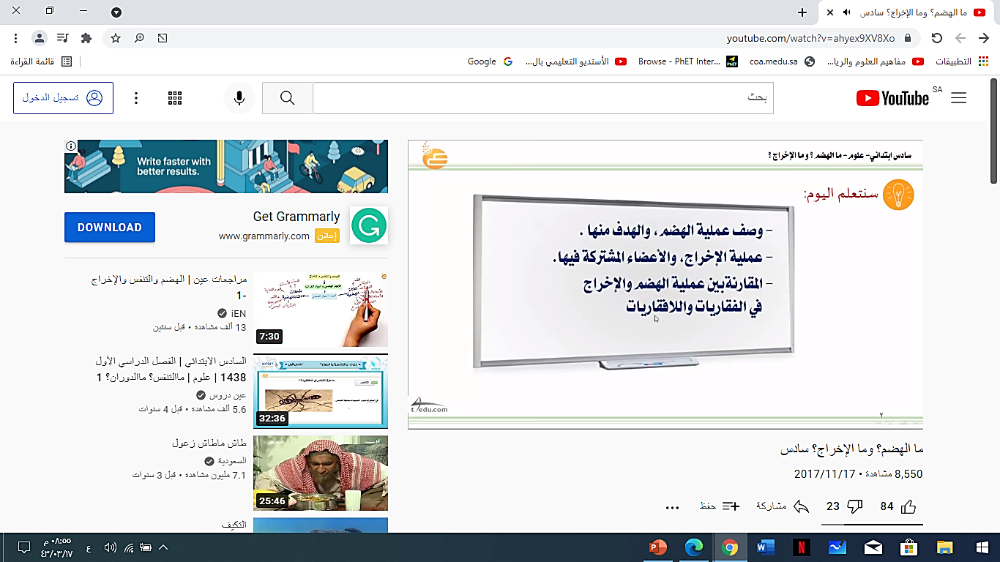 ما الهضم؟ وما الإخراج؟ سادس
youtube.com/watch?v=ahyex9XV8Xo
التطبيقات
مفاهيم العلوم والريا...
coa.medu.sa
Browse - PhET Inter...
الأستديو التعليمي بال...
Google
قائمة القراءة
YouTube SA
بحث
تسجيل الدخول
سادس ابتدائي- علوم- ما الهضم؟ وما الإخراج ؟
سنتعلم اليوم:
- وصف عملية الهضم، والهدف منها .
- عملية الإخراج، والأعضاء المشتركة فيها.
- المقارنة بين عملية الهضم والإخراج
في الفقاريات واللافقاريات
t4edu.com
٢
ما الهضم؟ وما الإخراج؟ سادس
8,550 مشاهدة • 2017/11/17
84
23
مشاركة
حفظ
Write faster with
better results.
Get Grammarly
إعلان www.grammarly.com
DOWNLOAD
مراجعات عين | الهضم والتنفس والإخراج
-1
iEN
13 ألف مشاهدة • قبل سنتين
7:30
السادس الابتدائي | الفصل الدراسي الأول
1438 | علوم | ماالتنفس؟ ماالدوران؟ 1
عين دروس
5.6 ألف مشاهدة • قبل 4 سنوات
32:36
طاش ماطاش زعول
السعودية
7.1 مليون مشاهدة • قبل 3 سنوات
25:46
التكيف
ع
٠٨:٥٥ م
٤٣/٠٣/١٧